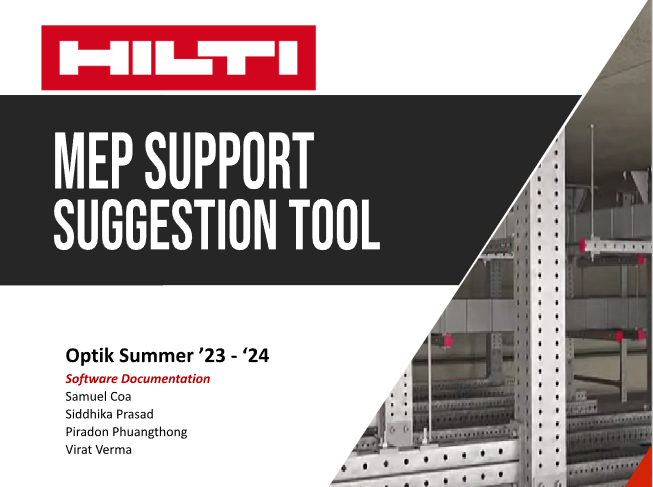 HILTI
MEP SUPPORT
SUGGESTION TOOL
Optik Summer ’23 - ‘24
Software Documentation
Samuel Coa
Siddhika Prasad
Piradon Phuangthong
Virat Verma